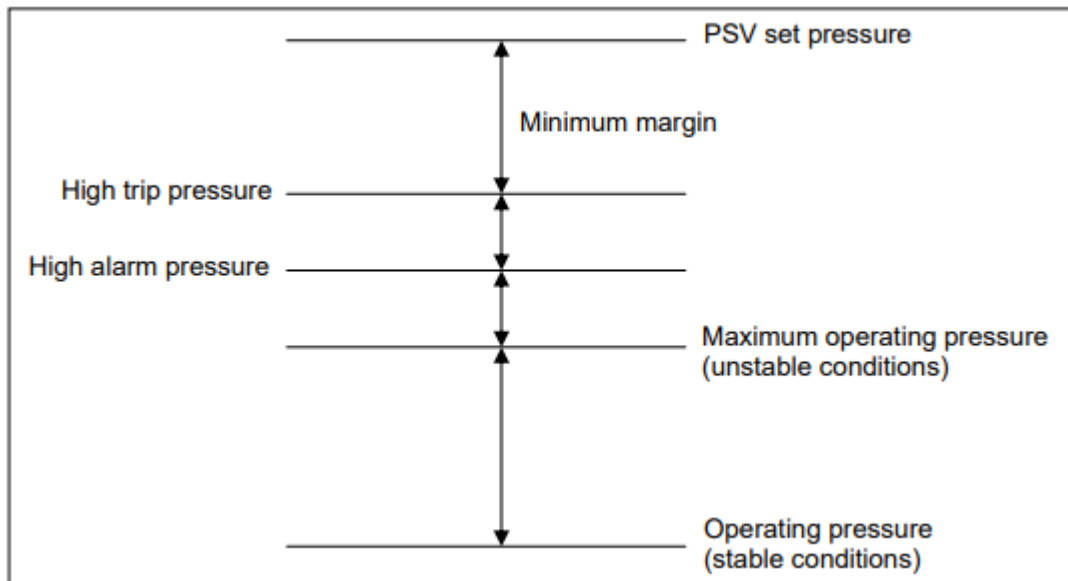 PSV set pressure
Minimum margin
High trip pressure
High alarm pressure
Maximum operating pressure
(unstable conditions)
Operating pressure
(stable conditions)